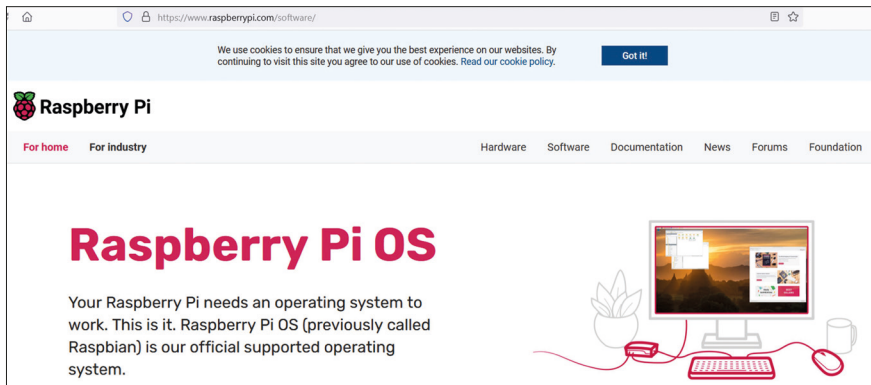 https://www.raspberrypi.com/software/
We use cookies to ensure that we give you the best experience on our websites. By
continuing to visit this site you agree to our use of cookies. Read our cookie policy.
Got it!
Raspberry Pi
For home
For industry
Hardware
Software
Documentation
News
Forums
Foundation
Raspberry Pi OS
Your Raspberry Pi needs an operating system to
work. This is it. Raspberry Pi OS (previously called
Raspbian) is our official supported operating
system.